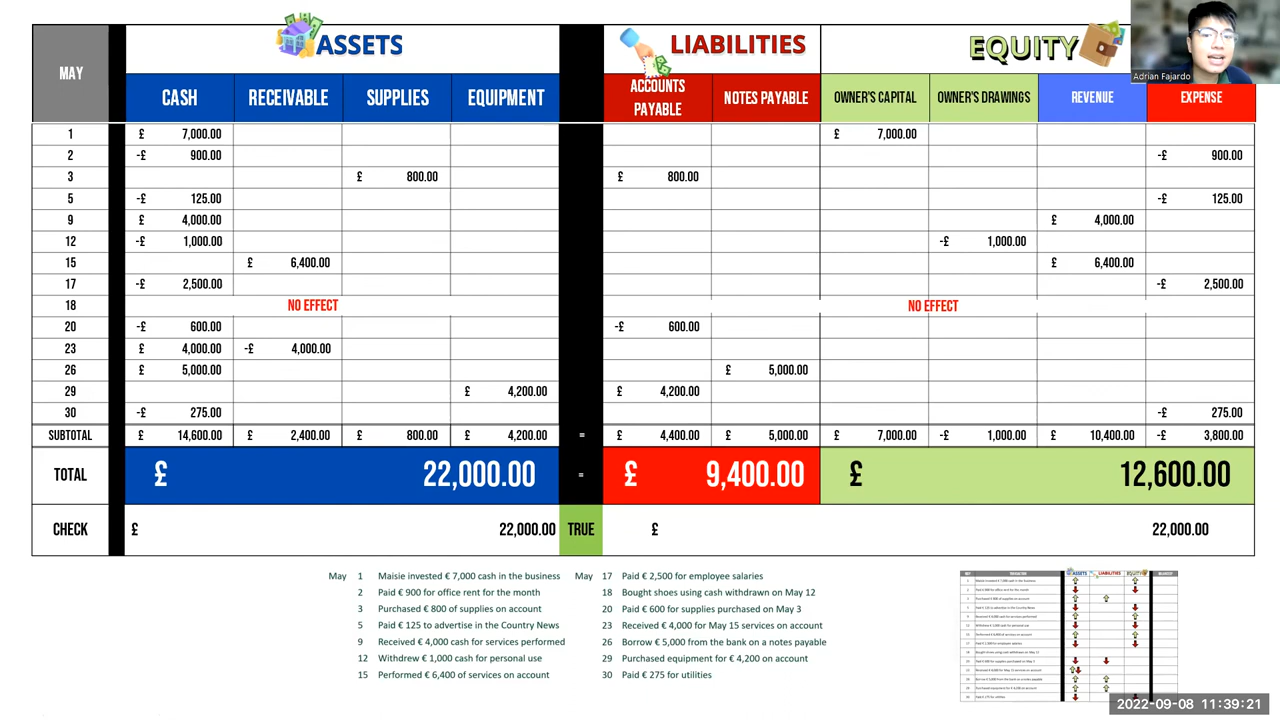 ASSETS LIABILITIES EQUITY
Adrian Fajardo
MAY CASH RECEIVABLE SUPPLIES EQUIPMENT ACCOUNTS PAYABLE NOTES PAYABLE OWNER'S CAPITAL OWNER'S DRAWINGS REVENUE EXPENSE
1 £ 7,000.00 £ 7,000.00
2 -£ 900.00 -£ 900.00
3 £ 800.00 £ 800.00
5 -£ 125.00 -£ 125.00
9 £ 4,000.00 £ 4,000.00
12 -£ 1,000.00 -£ 1,000.00
15 £ 6,400.00 £ 6,400.00
17 -£ 2,500.00 -£ 2,500.00
18 NO EFFECT NO EFFECT
20 -£ 600.00 -£ 600.00
23 £ 4,000.00 -£ 4,000.00
26 £ 5,000.00 £ 5,000.00
29 £ 4,200.00 £ 4,200.00
30 -£ 275.00 -£ 275.00
SUBTOTAL £ 14,600.00 £ 2,400.00 £ 800.00 £ 4,200.00 = £ 4,400.00 £ 5,000.00 £ 7,000.00 -£ 1,000.00 £ 10,400.00 -£ 3,800.00
TOTAL £ 22,000.00 = £ 9,400.00 £ 12,600.00
CHECK £ 22,000.00 TRUE £ 22,000.00
May 1 Maisie invested € 7,000 cash in the business
2 Paid € 900 for office rent for the month
3 Purchased € 800 of supplies on account
5 Paid € 125 to advertise in the Country News
9 Received € 4,000 cash for services performed
12 Withdrew € 1,000 cash for personal use
15 Performed € 6,400 of services on account
May 17 Paid € 2,500 for employee salaries
18 Bought shoes using cash withdrawn on May 12
20 Paid € 600 for supplies purchased on May 3
23 Received € 4,000 for May 15 services on account
26 Borrow € 5,000 from the bank on a notes payable
29 Purchased equipment for € 4,200 on account
30 Paid € 275 for utilities
ASSETS LIABILITIES EQUITY
2022-09-08 11:39:21